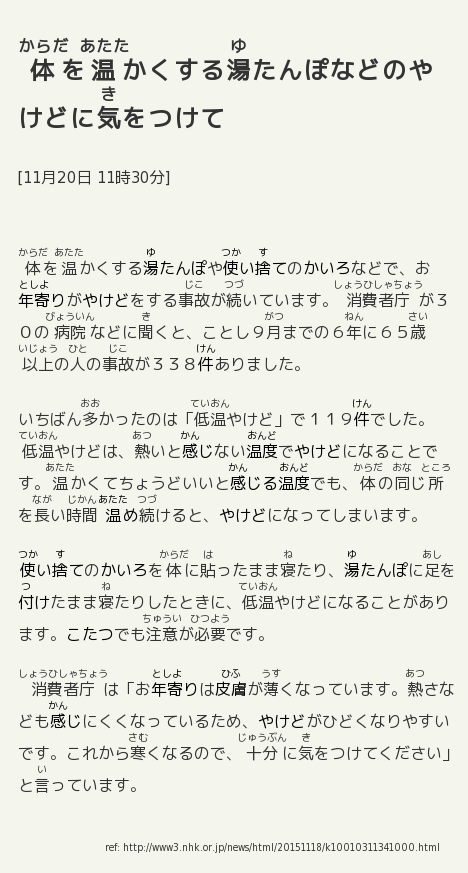 体を温かくする湯たんぽなどのや
けどに気をつけて
[11月20日 11時30分]
体を温かくする湯たんぽや使い捨てのかいろなどで、お
年寄りがやけどをする事故が続いています。消費者庁が３
０の病院などに聞くと、ことし９月までの６年に６５歳
以上の人の事故が３３８件ありました。
いちばん多かったのは「低温やけど」で１１９件でした。
低温やけどは、熱いと感じない温度でやけどになることで
す。温かくてちょうどいいと感じる温度でも、体の同じ所
を長い時間温め続けると、やけどになってしまいます。
使い捨てのかいろを体に貼ったまま寝たり、湯たんぽに足を
付けたまま寝たりしたときに、低温やけどになることがあり
ます。こたつでも注意が必要です。
消費者庁は「お年寄りは皮膚が薄くなっています。熱さな
ども感じにくくなっているため、やけどがひどくなりやすい
です。これから寒くなるので、十分に気をつけてください」
と言っています。
ref: http://www3.nhk.or.jp/news/html/20151118/k10010311341000.html